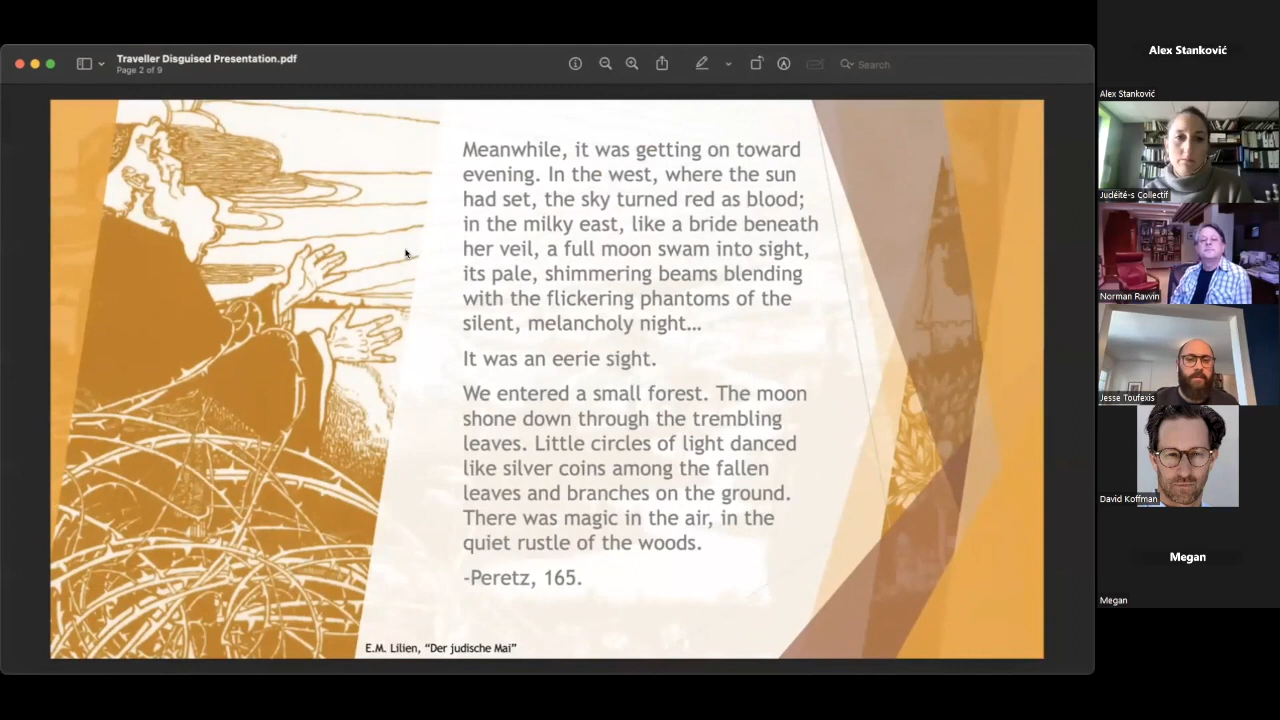 Traveller Disguised Presentation.pdf
Page 2 of 9
Search
Meanwhile, it was getting on toward
evening. In the west, where the sun
had set, the sky turned red as blood;
in the milky east, like a bride beneath
her veil, a full moon swam into sight,
its pale, shimmering beams blending
with the flickering phantoms of the
silent, melancholy night…
It was an eerie sight.
We entered a small forest. The moon
shone down through the trembling
leaves. Little circles of light danced
like silver coins among the fallen
leaves and branches on the ground.
There was magic in the air, in the
quiet rustle of the woods.
-Peretz, 165.
E.M. Lilien, “Der judische Mai”
Alex Stanković
Alex Stanković
Judéité-s Collectif
Norman Ravvin
Jesse Toufexis
David Koffman
Megan
Megan